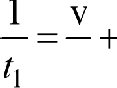 1/t₁ = v/ +